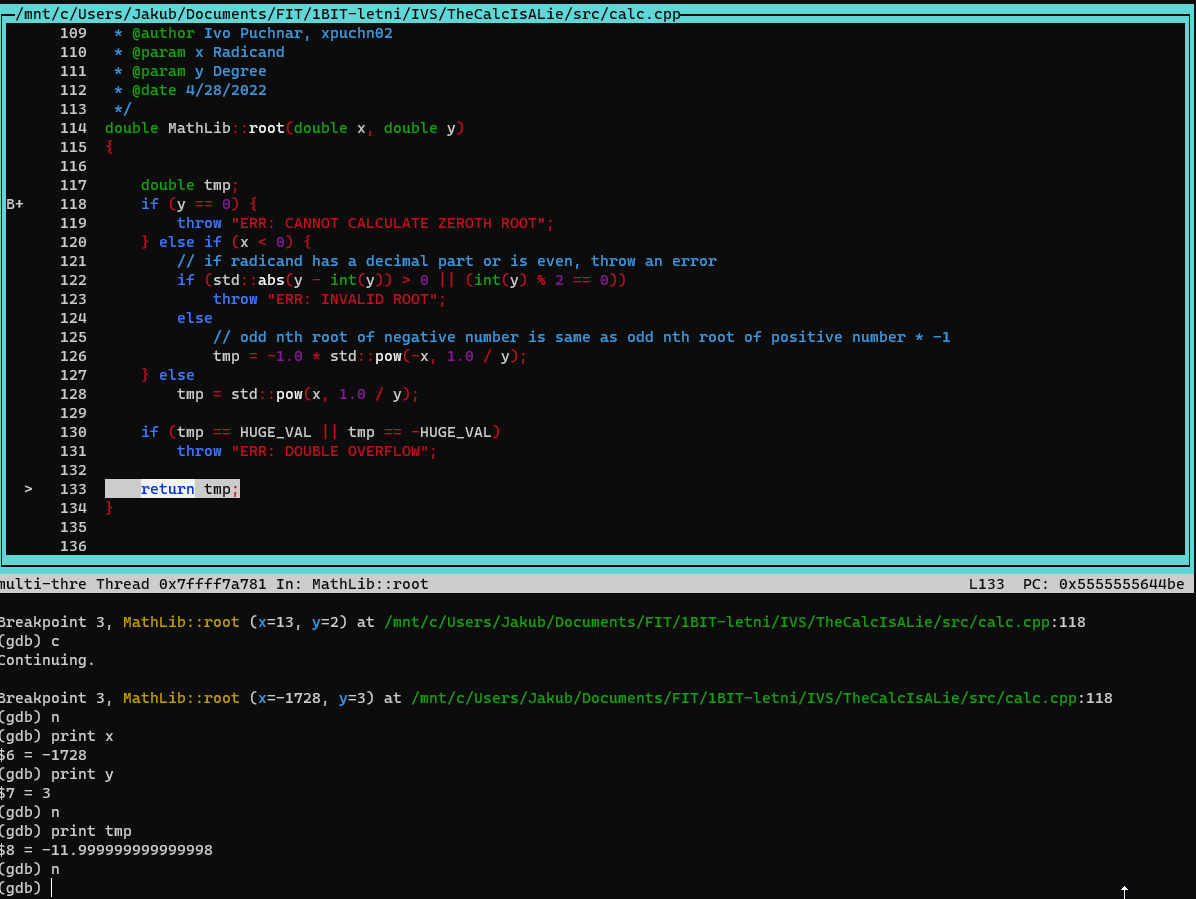 /mnt/c/Users/Jakub/Documents/FIT/1BIT-letni/IVS/TheCalcIsALie/src/calc.cpp
109 * @author Ivo Puchnar, xpuchn02
110 * @param x Radicand
111 * @param y Degree
112 * @date 4/28/2022
113 */
114 double MathLib::root(double x, double y)
115 {
116
117 double tmp;
B+ 118 if (y == 0) {
119 throw "ERR: CANNOT CALCULATE ZEROTH ROOT";
120 } else if (x < 0) {
121 // if radicand has a decimal part or is even, throw an error
122 if (std::abs(y - int(y)) > 0 || (int(y) % 2 == 0))
123 throw "ERR: INVALID ROOT";
124 else
125 // odd nth root of negative number is same as odd nth root of positive number * -1
126 tmp = -1.0 * std::pow(-x, 1.0 / y);
127 } else
128 tmp = std::pow(x, 1.0 / y);
129
130 if (tmp == HUGE_VAL || tmp == -HUGE_VAL)
131 throw "ERR: DOUBLE OVERFLOW";
132
> 133 return tmp;
134 }
135
136
multi-thre Thread 0x7ffff7a781 In: MathLib::root L133 PC: 0x5555555644be
Breakpoint 3, MathLib::root (x=13, y=2) at /mnt/c/Users/Jakub/Documents/FIT/1BIT-letni/IVS/TheCalcIsALie/src/calc.cpp:118
(gdb) c
Continuing.
Breakpoint 3, MathLib::root (x=-1728, y=3) at /mnt/c/Users/Jakub/Documents/FIT/1BIT-letni/IVS/TheCalcIsALie/src/calc.cpp:118
(gdb) n
(gdb) print x
$6 = -1728
(gdb) print y
$7 = 3
(gdb) n
(gdb) print tmp
$8 = -11.999999999999998
(gdb) n
(gdb)